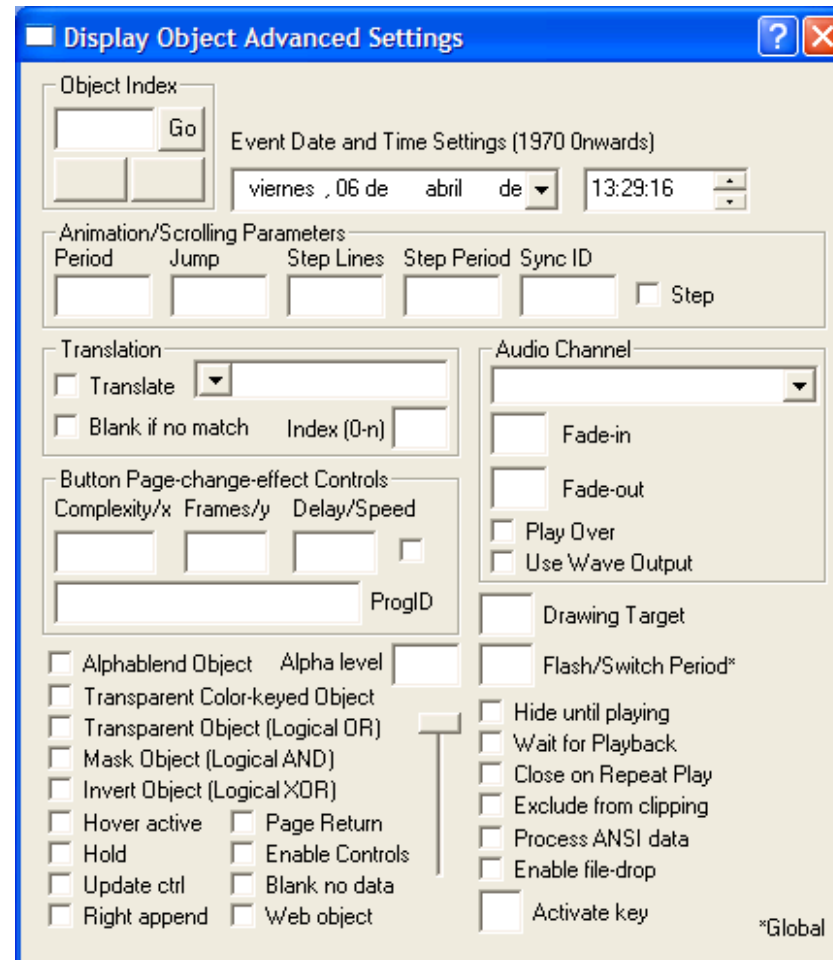 Display Object Advanced Settings
Object Index
Go
Event Date and Time Settings (1970 Onwards)
viernes , 06 de abril de
13:29:16
Animation/Scrolling Parameters
Period Jump Step Lines Step Period Sync ID
Step
Translation
Translate
Blank if no match Index (0-n)
Audio Channel
Fade-in
Fade-out
Play Over
Use Wave Output
Button Page-change-effect Controls
Complexity/x Frames/y Delay/Speed
ProgID
Drawing Target
Flash/Switch Period*
Alphablend Object Alpha level
Transparent Color-keyed Object
Transparent Object (Logical OR)
Mask Object (Logical AND)
Invert Object (Logical XOR)
Hover active Page Return
Hold Enable Controls
Update ctrl Blank no data
Right append Web object
Hide until playing
Wait for Playback
Close on Repeat Play
Exclude from clipping
Process ANSI data
Enable file-drop
Activate key
*Global